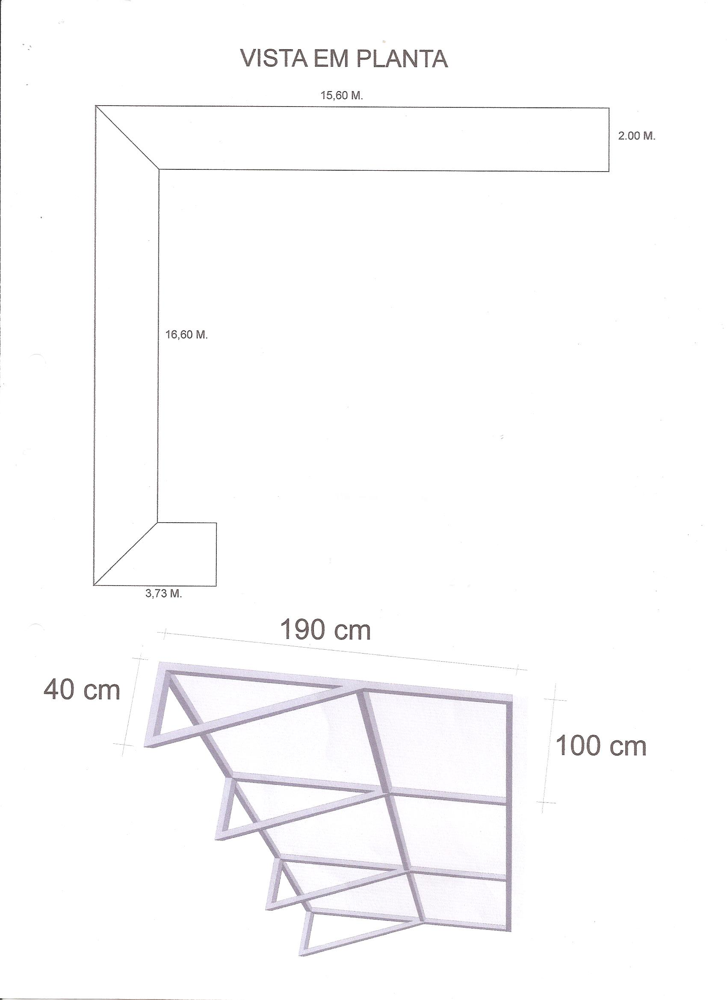 VISTA EM PLANTA
15,60 M.
2.00 M.
16,60 M.
3,73 M.
190 cm
40 cm
100 cm